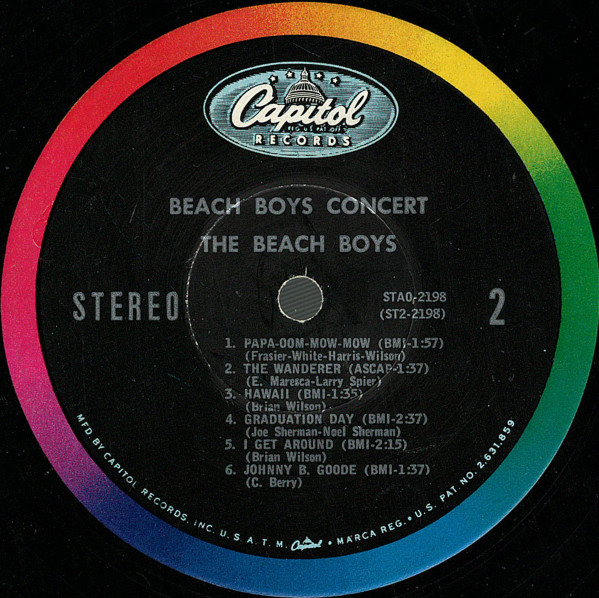 Capitol
REG. U.S. PAT. OFF.
RECORDS
BEACH BOYS CONCERT
THE BEACH BOYS
STEREO
STAO-2198
(ST2-2198)
2
1. PAPA-OOM-MOW-MOW (BMI-1:57)
(Frasier-White-Harris-Wilson)
2. THE WANDERER (ASCAP-1:37)
(E. Maresca-Larry Spier)
3. HAWAII (BMI-1:35)
(Brian Wilson)
4. GRADUATION DAY (BMI-2:37)
(Joe Sherman-Noel Sherman)
5. I GET AROUND (BMI-2:15)
(Brian Wilson)
6. JOHNNY B. GOODE (BMI-1:37)
(C. Berry)
MFD BY CAPITOL RECORDS, INC. U.S.A. T.M. Capitol • MARCA REG. • U.S. PAT. NO. 2,631,859